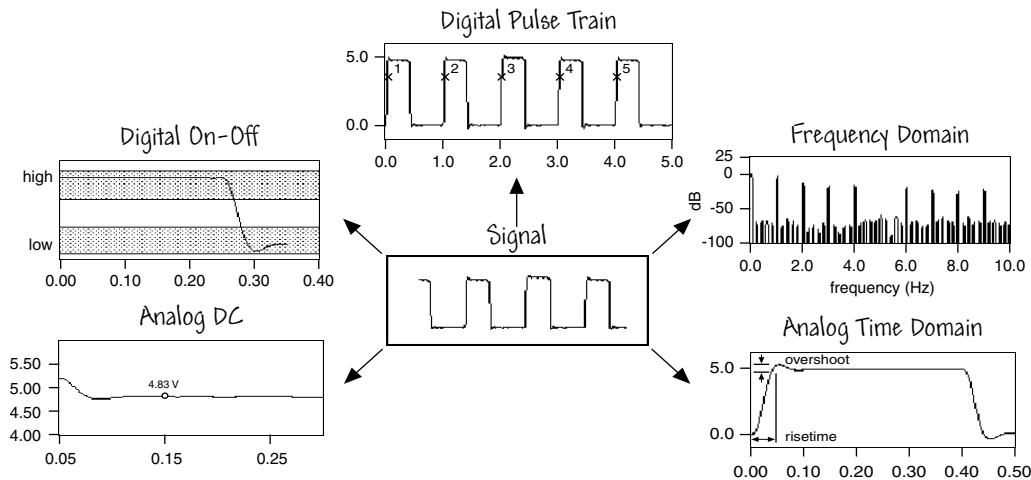 Digital Pulse Train
5.0
0.0
1 2 3 4 5
0.0 1.0 2.0 3.0 4.0 5.0
Digital On-Off
high
low
0.00 0.10 0.20 0.30 0.40
Frequency Domain
25
0
-50
-100
dB
0 2.0 4.0 6.0 8.0 10.0
frequency (Hz)
Signal
Analog DC
5.50
5.00
4.50
4.00
4.83 V
0.05 0.15 0.25
Analog Time Domain
5.0
0.0
overshoot
risetime
0.00 0.10 0.20 0.30 0.40 0.50